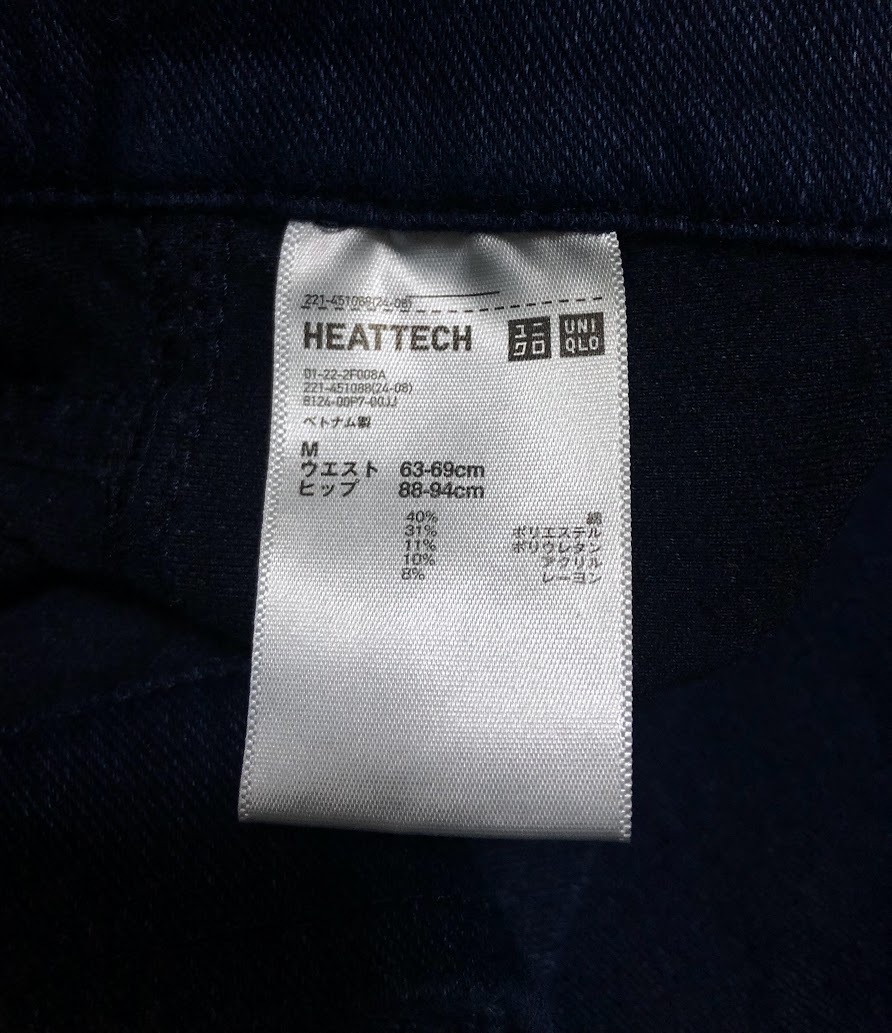 221-451088(24-08)
HEATTECH
ユニクロ
UNIQLO
01-22-2F008A
221-451088(24-08)
8126-00P7-00JJ
ベトナム製
M
ウエスト 63-69cm
ヒップ 88-94cm
40% 綿
31% ポリエステル
11% ポリウレタン
10% アクリル
8% レーヨン